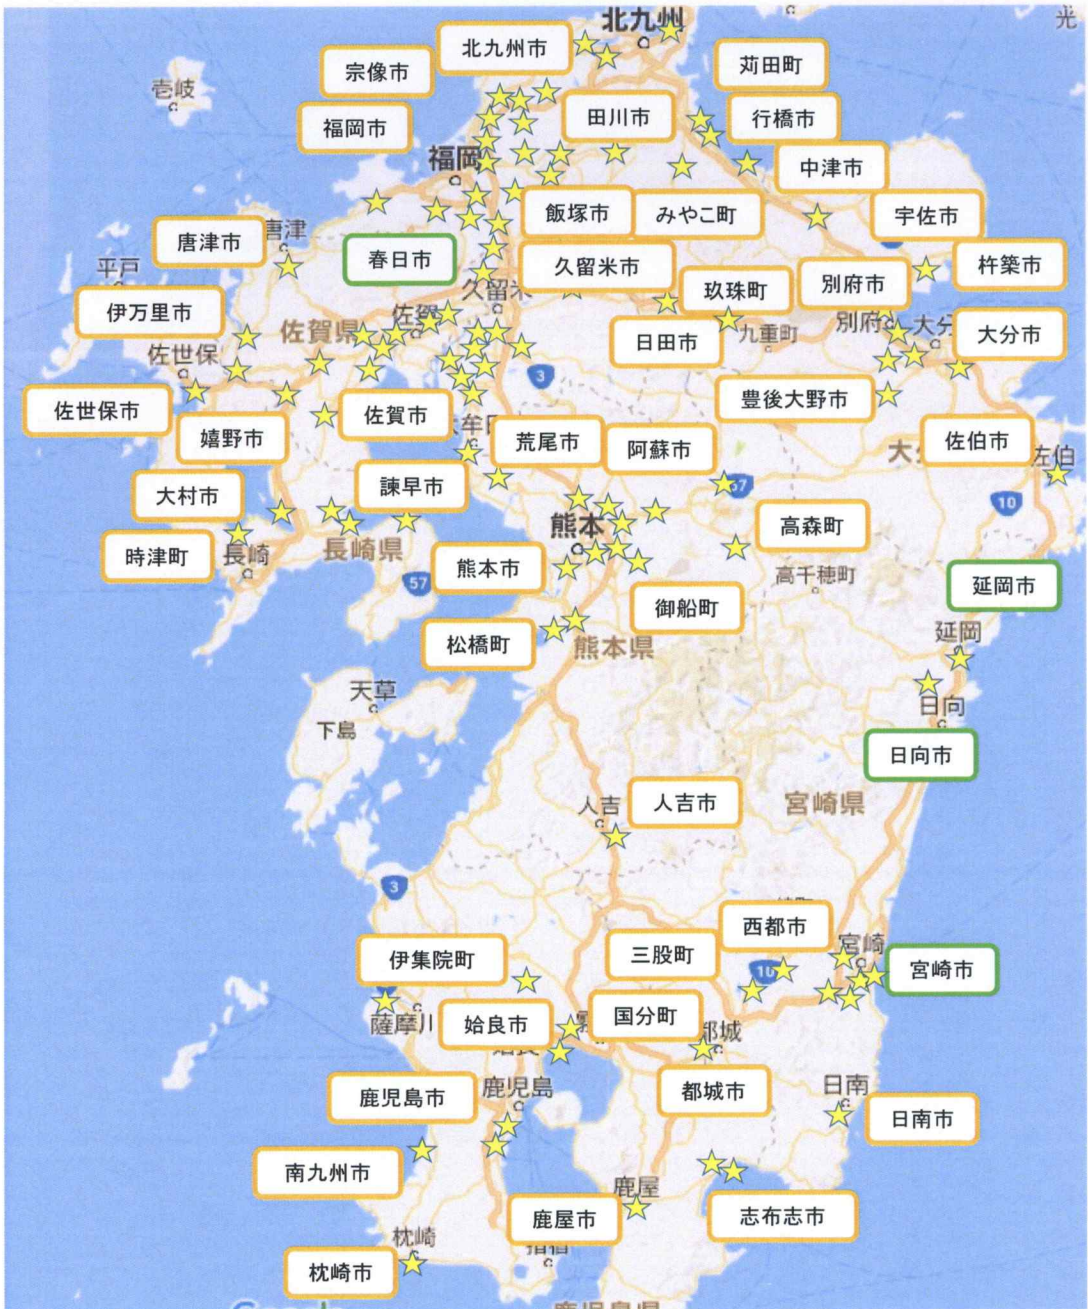 北九州
光
北九州市
苅田町
宗像市
壱岐
田川市
行橋市
福岡市
福岡
中津市
飯塚市
みやこ町
宇佐市
唐津
唐津市
春日市
久留米市
杵築市
平戸
玖珠町
別府市
久留米
伊万里市
佐賀
佐賀県
別府
大分
九重町
大分市
日田市
佐世保
3
豊後大野市
佐世保市
佐賀市
嬉野市
荒尾市
阿蘇市
佐伯市
佐伯
諫早市
57
大村市
10
熊本
高森町
長崎県
長崎
時津町
熊本市
高千穂町
57
延岡市
御船町
延岡
松橋町
熊本県
天草
日向
下島
日向市
人吉
人吉市
宮崎県
3
西都市
宮崎
三股町
伊集院町
10
宮崎市
薩摩川
姶良市
国分町
都城
姶良
鹿児島
日南
鹿児島市
都城市
日南市
南九州市
鹿屋
鹿屋市
志布志市
枕崎
指宿
枕崎市
鹿児島県